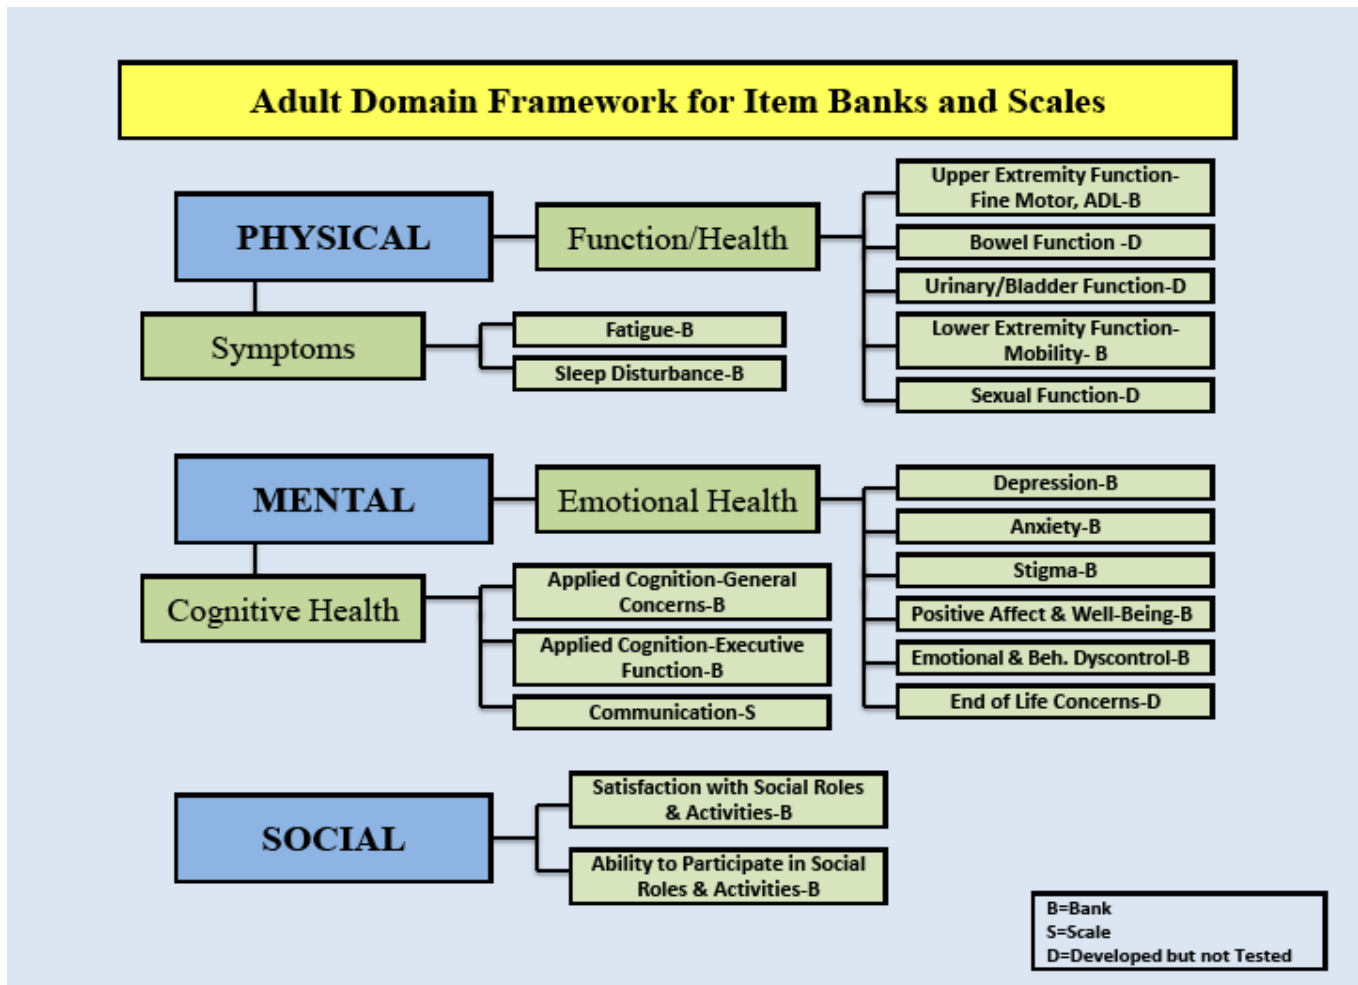 Adult Domain Framework for Item Banks and Scales
PHYSICAL
Function/Health
Upper Extremity Function-
Fine Motor, ADL-B
Bowel Function -D
Urinary/Bladder Function-D
Lower Extremity Function-
Mobility- B
Sexual Function-D
Symptoms
Fatigue-B
Sleep Disturbance-B
MENTAL
Emotional Health
Depression-B
Anxiety-B
Stigma-B
Positive Affect & Well-Being-B
Emotional & Beh. Dyscontrol-B
End of Life Concerns-D
Cognitive Health
Applied Cognition-General
Concerns-B
Applied Cognition-Executive
Function-B
Communication-S
SOCIAL
Satisfaction with Social Roles
& Activities-B
Ability to Participate in Social
Roles & Activities-B
B=Bank
S=Scale
D=Developed but not Tested